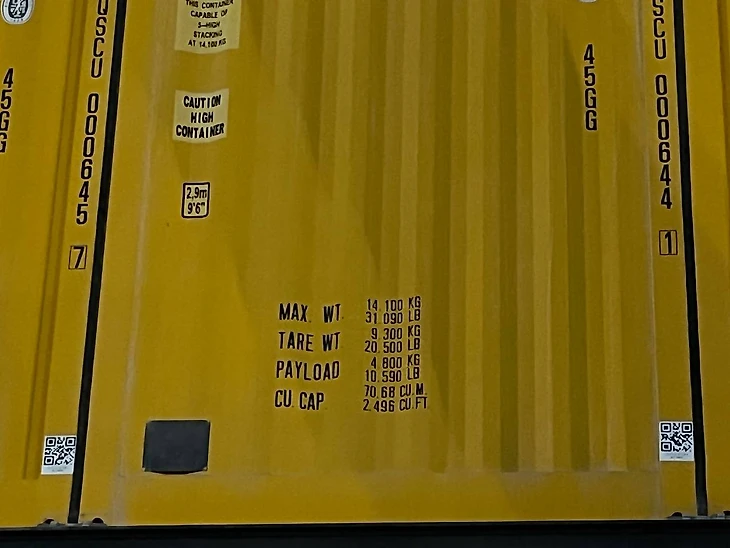 THIS CONTAINER
CAPABLE OF
5-HIGH
STACKING
AT 14,100 KG
CAUTION
HIGH
CONTAINER
2,9m
9'6"
45GG
USCU 000645 7
45GG
SCU 000644 1
MAX. WT. 14.100 KG
31.090 LB
TARE WT 9.300 KG
20.500 LB
PAYLOAD 4.800 KG
10.590 LB
CU.CAP 70.68 CU.M.
2.496 CU.FT